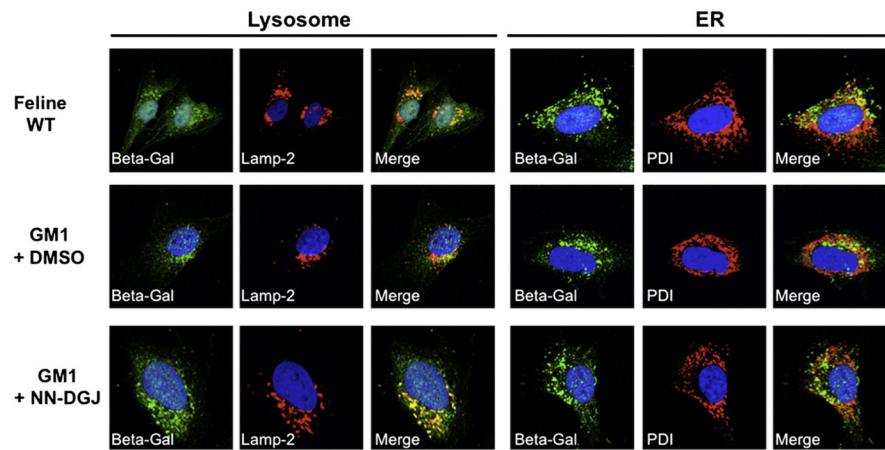 Lysosome
ER
Feline
WT
Beta-Gal
Lamp-2
Merge
Beta-Gal
PDI
Merge
GM1
+ DMSO
Beta-Gal
Lamp-2
Merge
Beta-Gal
PDI
Merge
GM1
+ NN-DGJ
Beta-Gal
Lamp-2
Merge
Beta-Gal
PDI
Merge